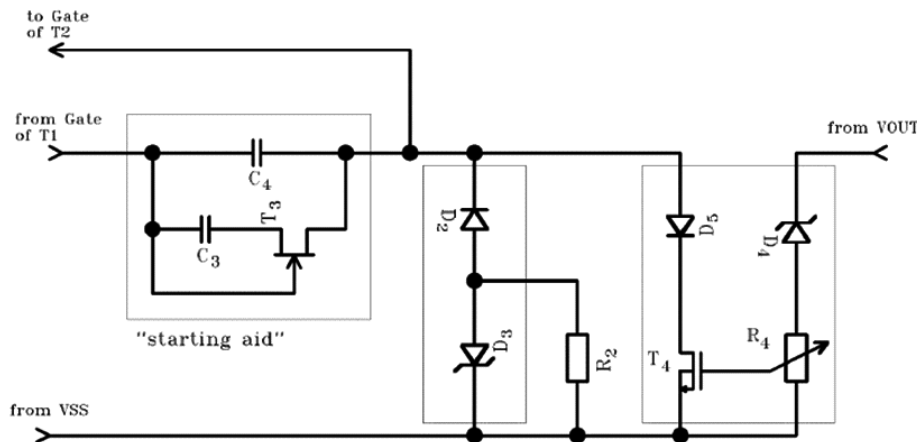 to Gate
of T2
from Gate
of T1
from VOUT
C4
T3
C3
D2
D5
D4
"starting aid"
D3
R2
T4
R4
from VSS